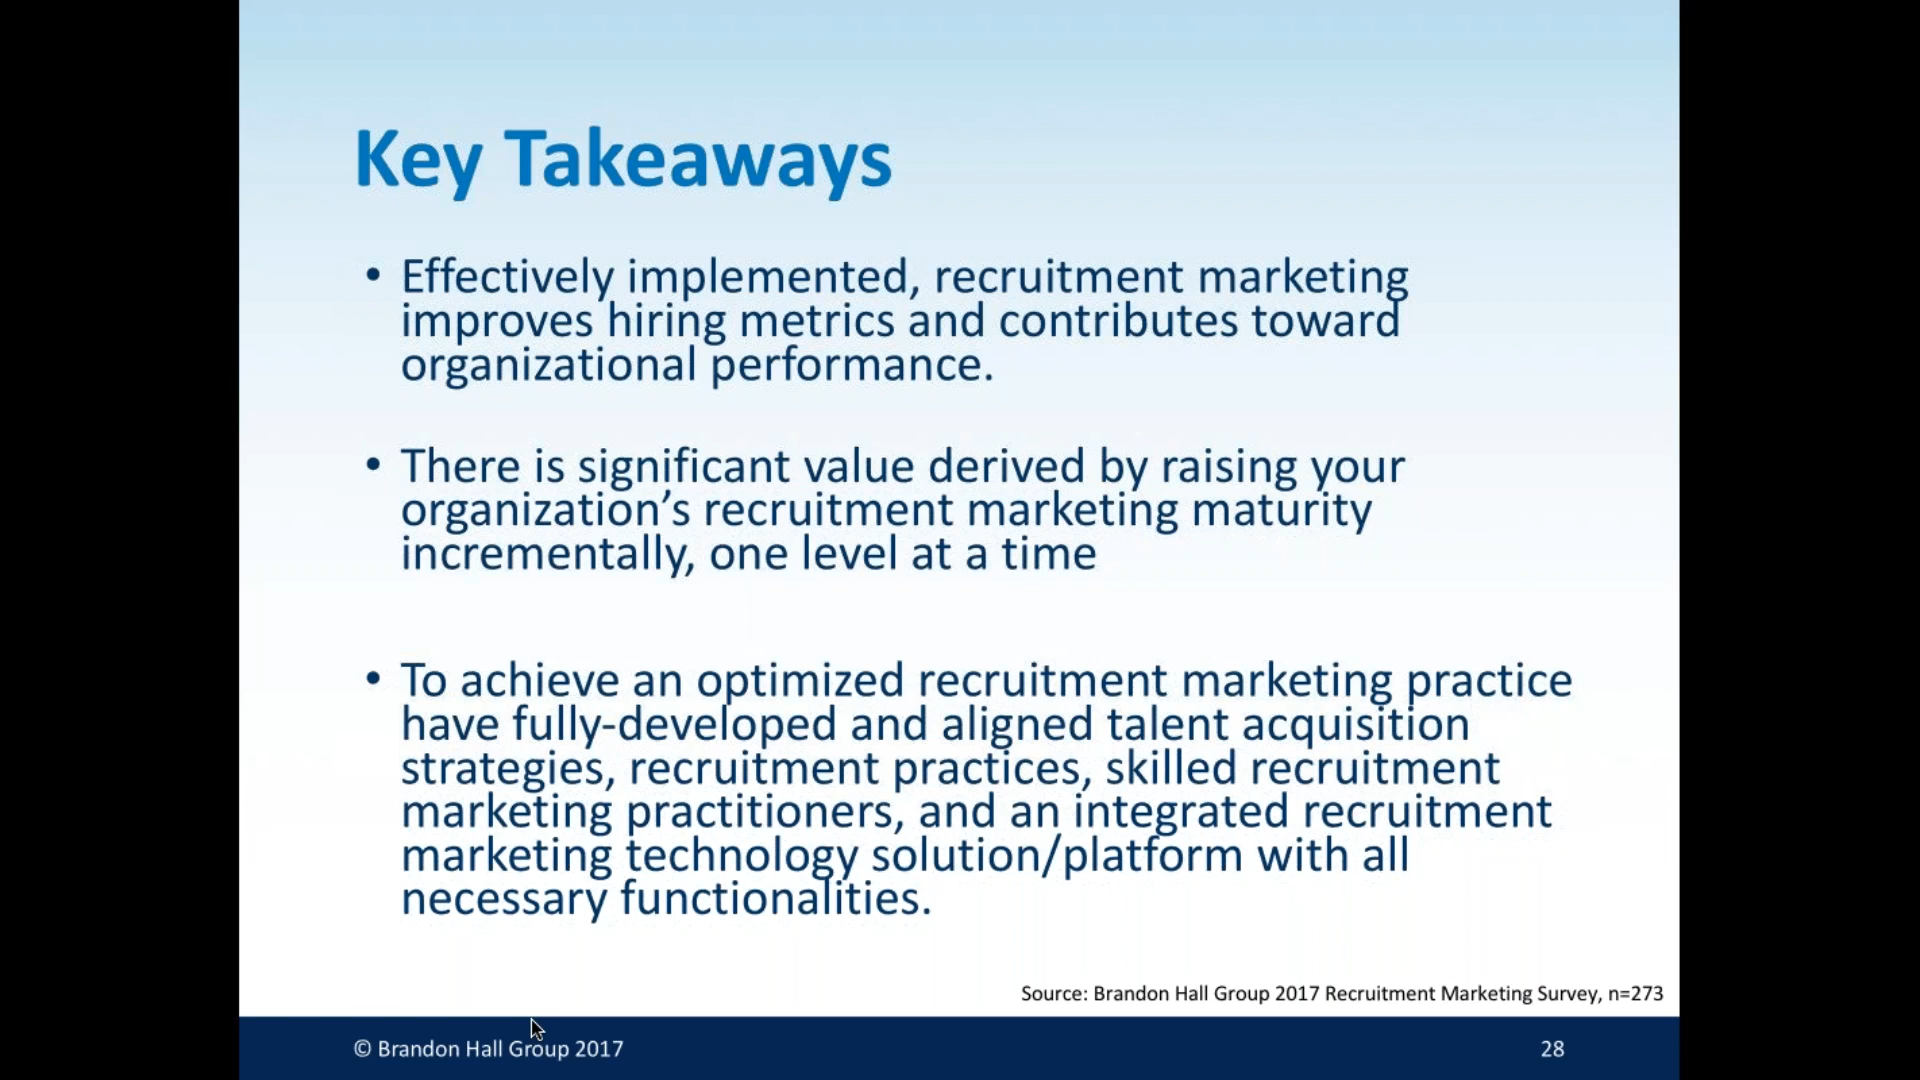 Key Takeaways
• Effectively implemented, recruitment marketing
improves hiring metrics and contributes toward
organizational performance.
• There is significant value derived by raising your
organization’s recruitment marketing maturity
incrementally, one level at a time
• To achieve an optimized recruitment marketing practice
have fully-developed and aligned talent acquisition
strategies, recruitment practices, skilled recruitment
marketing practitioners, and an integrated recruitment
marketing technology solution/platform with all
necessary functionalities.
Source: Brandon Hall Group 2017 Recruitment Marketing Survey, n=273
© Brandon Hall Group 2017
28